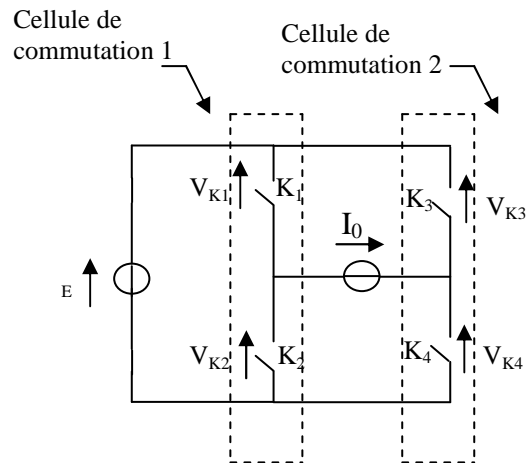 Cellule de
commutation 1
Cellule de
commutation 2
V_K1
K_1
K_3
V_K3
I_0
E
V_K2
K_2
K_4
V_K4